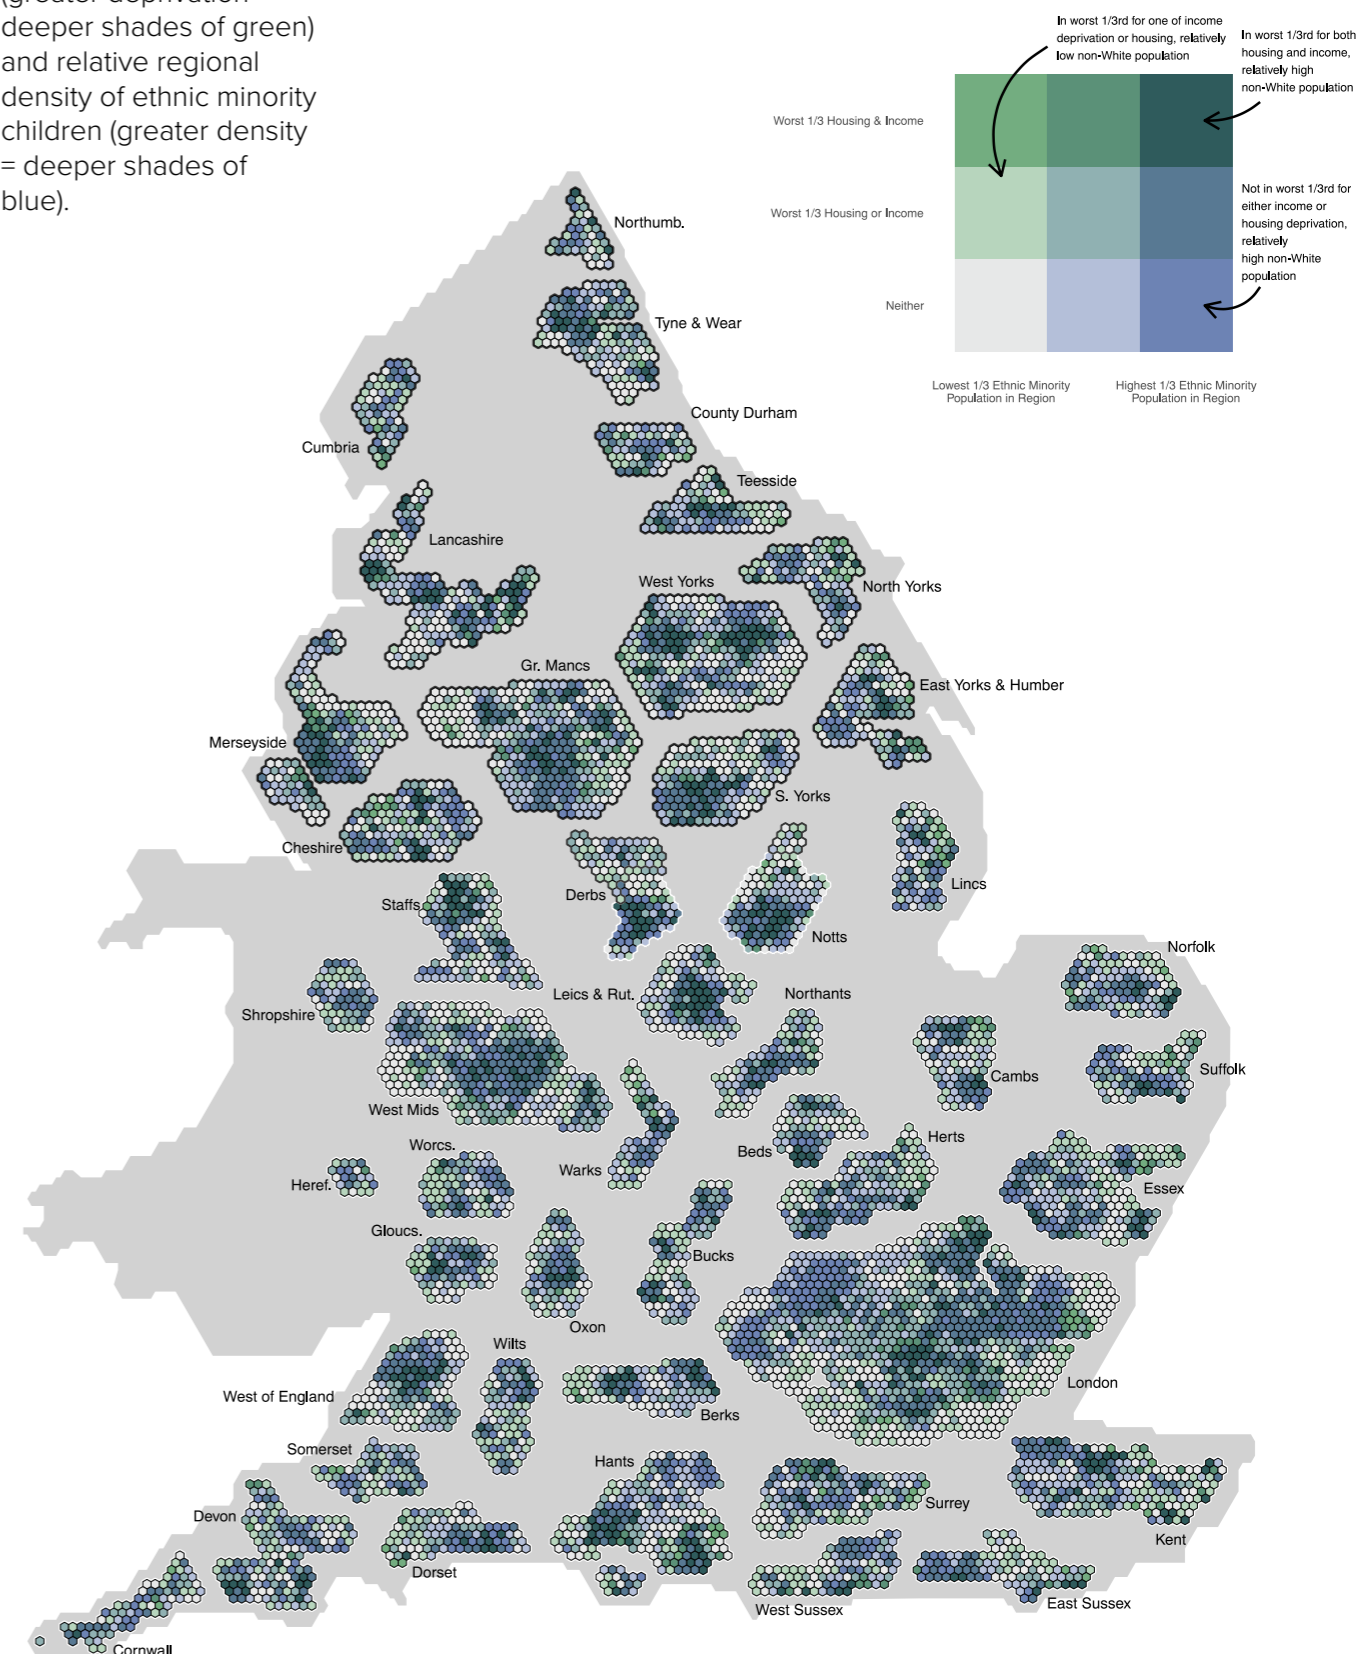 (greater deprivation
deeper shades of green)
and relative regional
density of ethnic minority
children (greater density
= deeper shades of
blue).
In worst 1/3rd for one of income
deprivation or housing, relatively
low non-White population
In worst 1/3rd for both
housing and income,
relatively high
non-White population
Worst 1/3 Housing & Income
Worst 1/3 Housing or Income
Neither
Not in worst 1/3rd for
either income or
housing deprivation,
relatively
high non-White
population
Lowest 1/3 Ethnic Minority
Population in Region
Highest 1/3 Ethnic Minority
Population in Region
Northumb.
Tyne & Wear
County Durham
Cumbria
Teesside
Lancashire
West Yorks
North Yorks
Gr. Mancs
East Yorks & Humber
Merseyside
S. Yorks
Cheshire
Derbs
Lincs
Staffs
Notts
Norfolk
Leics & Rut.
Northants
Shropshire
Suffolk
Cambs
West Mids
Herts
Worcs.
Beds
Warks
Heref.
Essex
Gloucs.
Bucks
Oxon
Wilts
West of England
London
Berks
Somerset
Hants
Surrey
Devon
Kent
Dorset
West Sussex
East Sussex
Cornwall